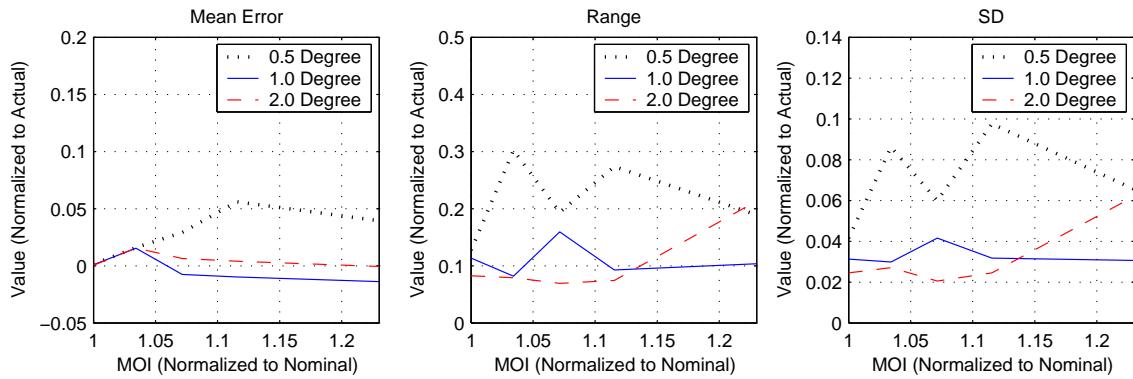 Mean Error
Value (Normalized to Actual)
0.2
0.15
0.1
0.05
0
−0.05
1
1.05
1.1
1.15
1.2
MOI (Normalized to Nominal)
0.5 Degree
1.0 Degree
2.0 Degree
Range
Value (Normalized to Actual)
0.5
0.4
0.3
0.2
0.1
0
1
1.05
1.1
1.15
1.2
MOI (Normalized to Nominal)
0.5 Degree
1.0 Degree
2.0 Degree
SD
Value (Normalized to Actual)
0.14
0.12
0.1
0.08
0.06
0.04
0.02
0
1
1.05
1.1
1.15
1.2
MOI (Normalized to Nominal)
0.5 Degree
1.0 Degree
2.0 Degree